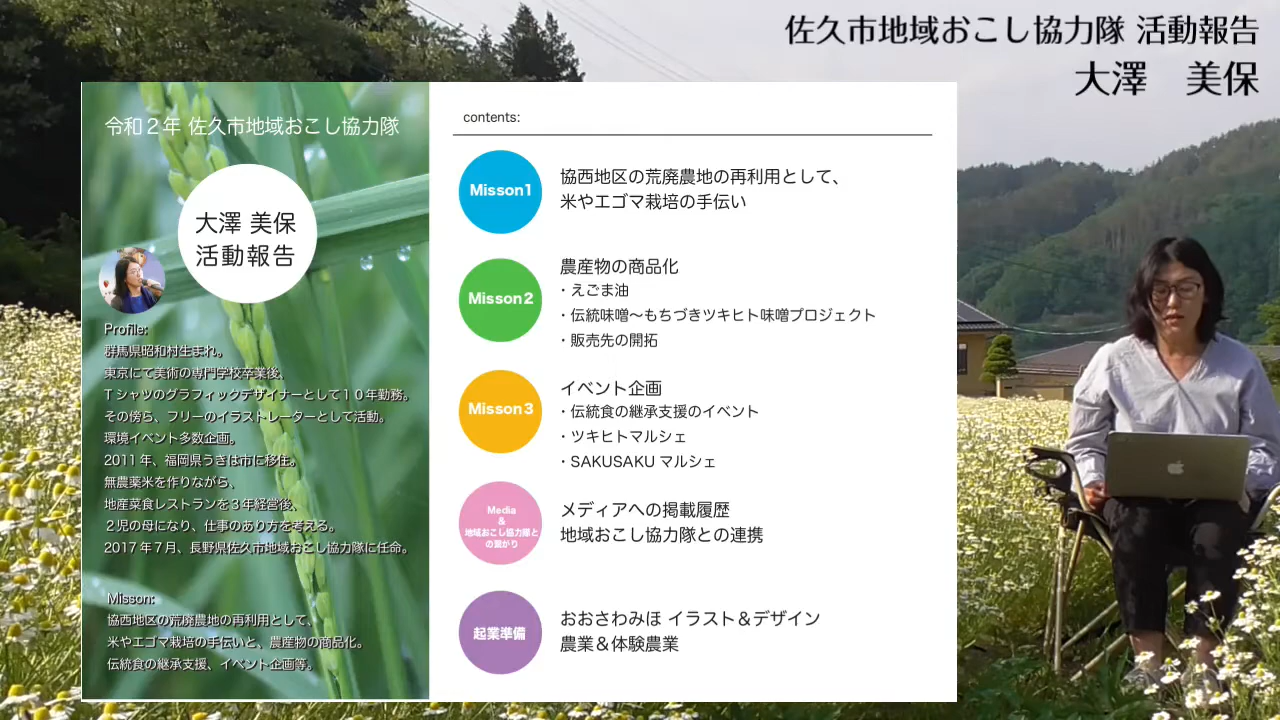 佐久市地域おこし協力隊 活動報告
大澤　美保
令和２年 佐久市地域おこし協力隊
大澤 美保
活動報告
Profile:
群馬県昭和村生まれ。
東京にて美術の専門学校卒業後、
Tシャツのグラフィックデザイナーとして１０年勤務。
その傍ら、フリーのイラストレーターとして活動。
環境イベント多数企画。
2011年、福岡県うきは市に移住。
無農薬米を作りながら、
地産菜食レストランを３年経営後、
２児の母になり、仕事のあり方を考える。
2017年７月、長野県佐久市地域おこし協力隊に任命。
Misson:
協西地区の荒廃農地の再利用として、
米やエゴマ栽培の手伝いと、農産物の商品化。
伝統食の継承支援、イベント企画等。
contents:
Misson1
協西地区の荒廃農地の再利用として、
米やエゴマ栽培の手伝い
Misson2
農産物の商品化
・えごま油
・伝統味噌〜もちづきツキヒト味噌プロジェクト
・販売先の開拓
Misson3
イベント企画
・伝統食の継承支援のイベント
・ツキヒトマルシェ
・SAKUSAKUマルシェ
Media
&
地域おこし協力隊と
の繋がり
メディアへの掲載履歴
地域おこし協力隊との連携
起業準備
おおさわみほ イラスト＆デザイン
農業＆体験農業